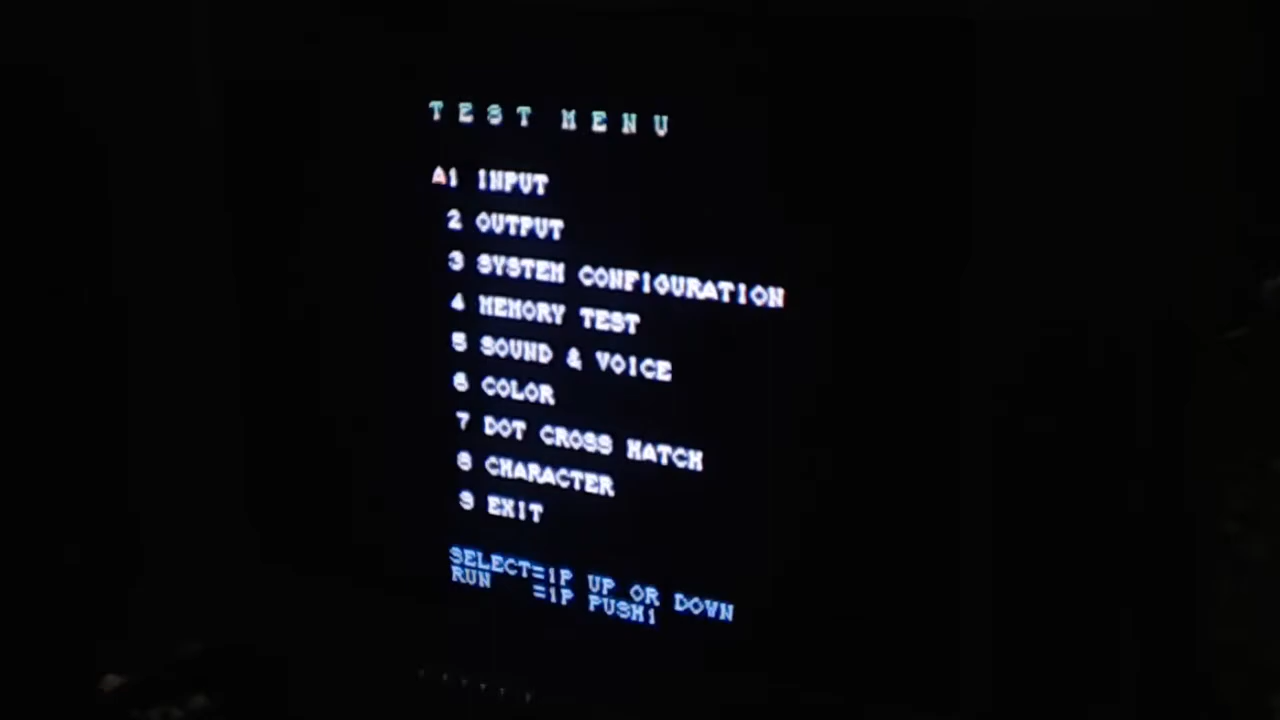 TEST MENU
A1 INPUT
2 OUTPUT
3 SYSTEM CONFIGURATION
4 MEMORY TEST
5 SOUND & VOICE
6 COLOR
7 DOT CROSS HATCH
8 CHARACTER
9 EXIT
SELECT=1P UP OR DOWN
RUN =1P PUSH1